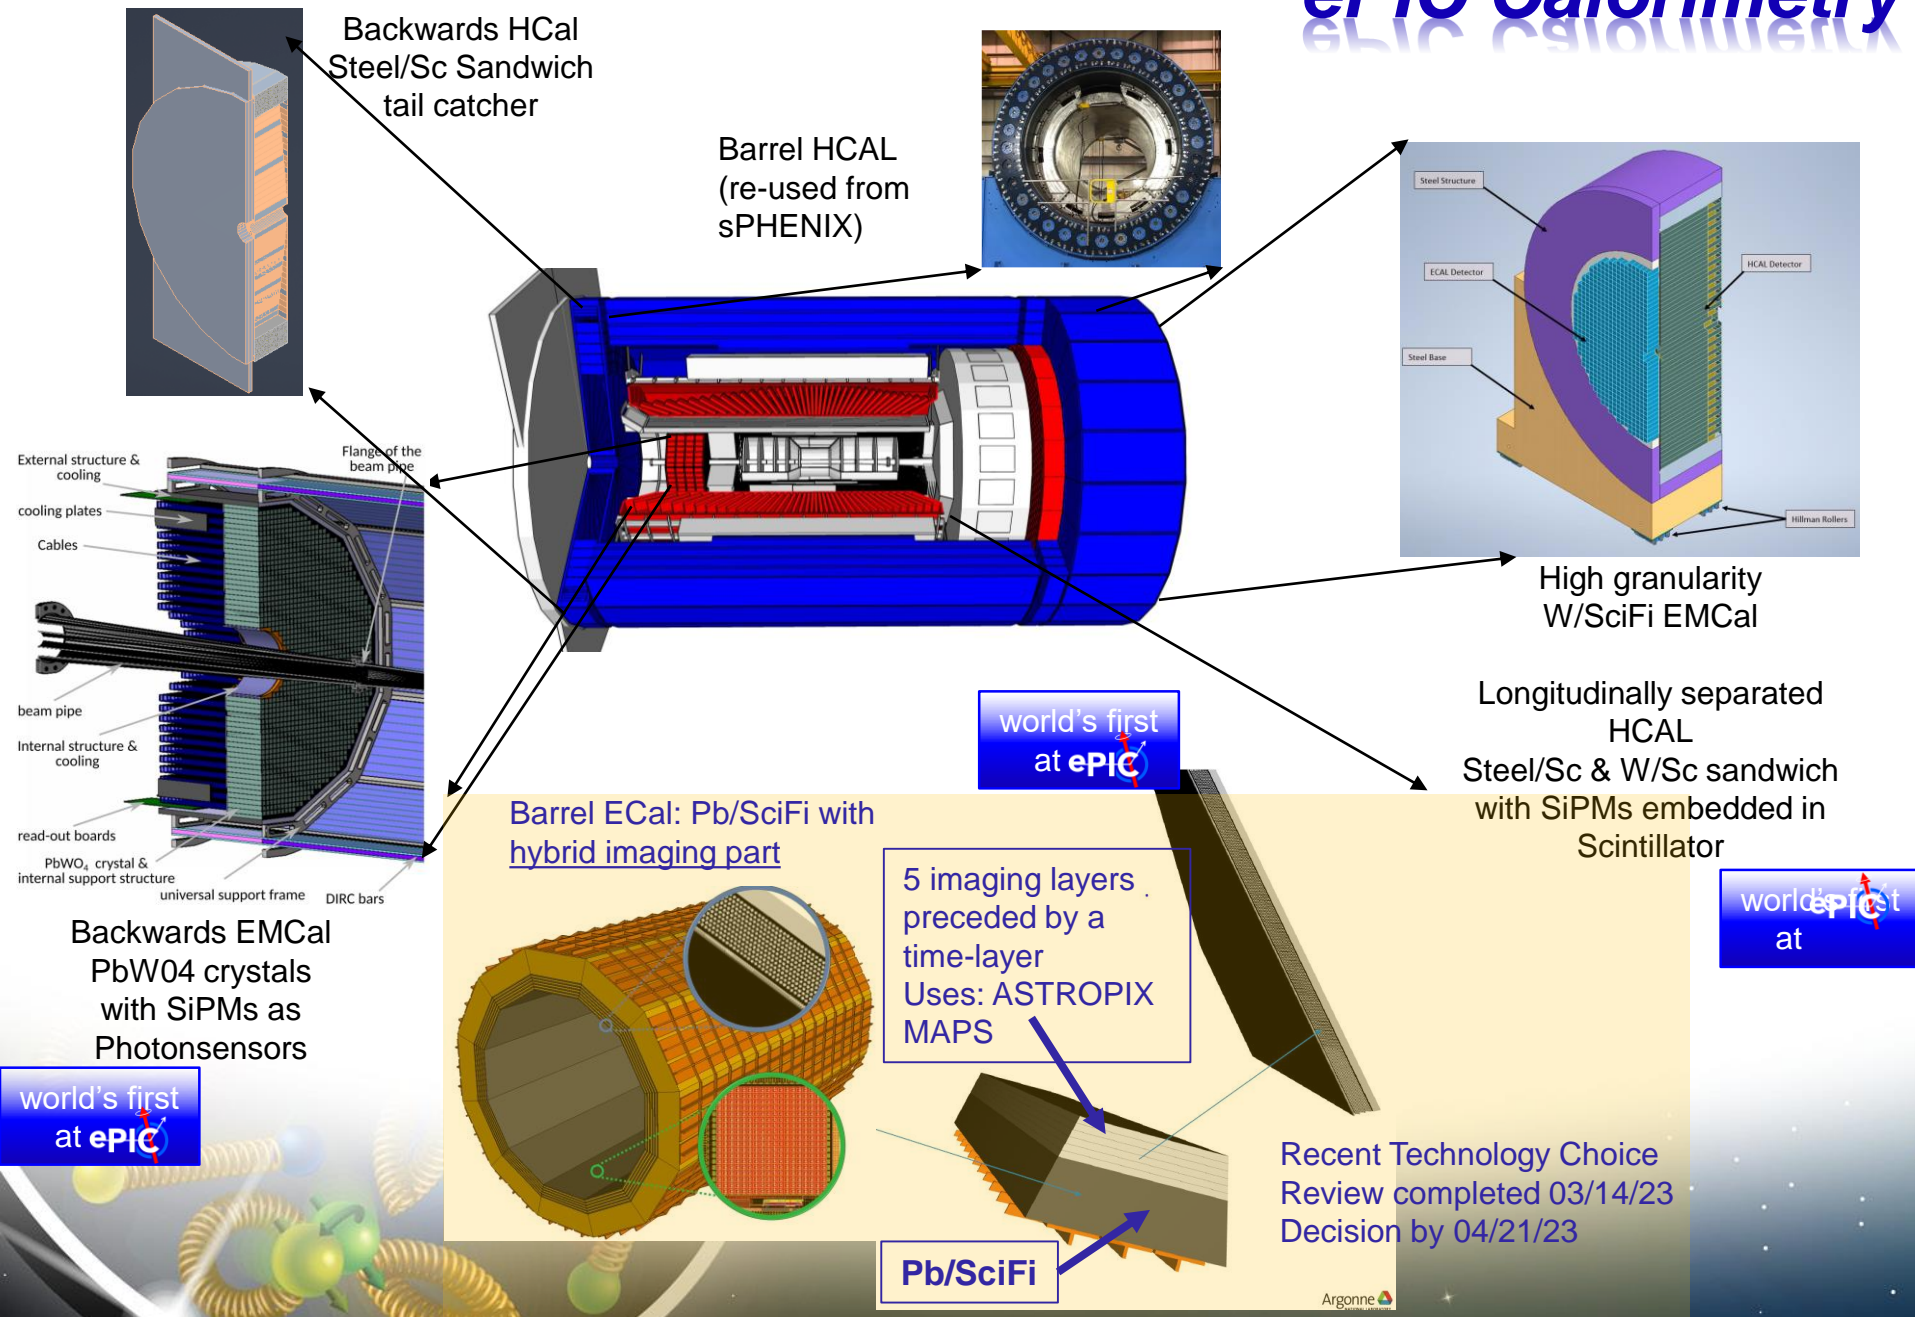 ePIC Calorimetry
Backwards HCal
Steel/Sc Sandwich
tail catcher
Barrel HCAL
(re-used from
sPHENIX)
Steel Structure
ECAL Detector
HCAL Detector
Steel Base
Hillman Rollers
High granularity
W/SciFi EMCal
Longitudinally separated
HCAL
Steel/Sc & W/Sc sandwich
with SiPMs embedded in
Scintillator
world's first
at ePIC
External structure &
cooling
Flange of the
beam pipe
cooling plates
Cables
beam pipe
Internal structure &
cooling
read-out boards
PbWO₄ crystal &
internal support structure
universal support frame
DIRC bars
Backwards EMCal
PbW04 crystals
with SiPMs as
Photonsensors
world's first
at ePIC
world's first
at ePIC
Barrel ECal: Pb/SciFi with
hybrid imaging part
5 imaging layers .
preceded by a
time-layer
Uses: ASTROPIX
MAPS
Pb/SciFi
Recent Technology Choice
Review completed 03/14/23
Decision by 04/21/23
Argonne